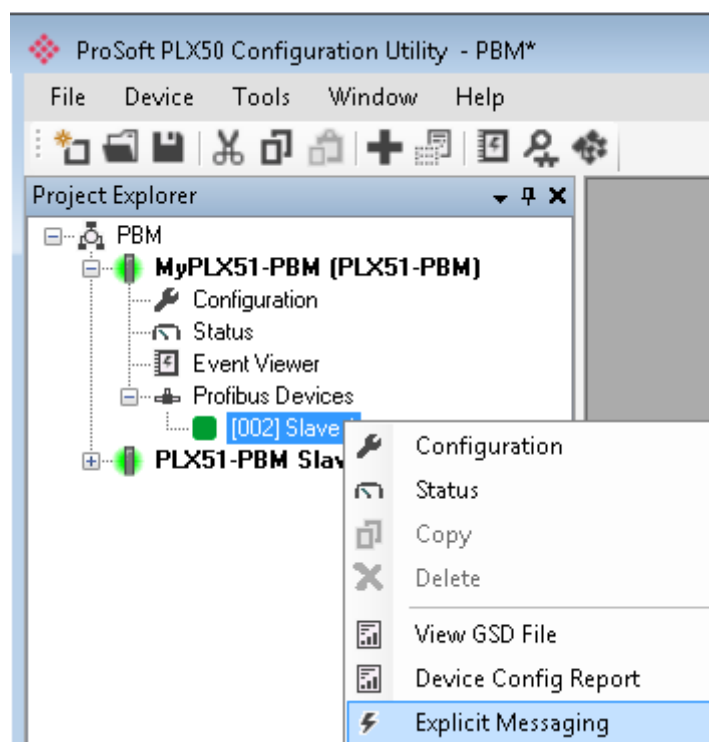 ProSoft PLX50 Configuration Utility - PBM*
File Device Tools Window Help
Project Explorer
PBM
MyPLX51-PBM (PLX51-PBM)
Configuration
Status
Event Viewer
Profibus Devices
[002] Slave
PLX51-PBM Slav
Configuration
Status
Copy
Delete
View GSD File
Device Config Report
Explicit Messaging